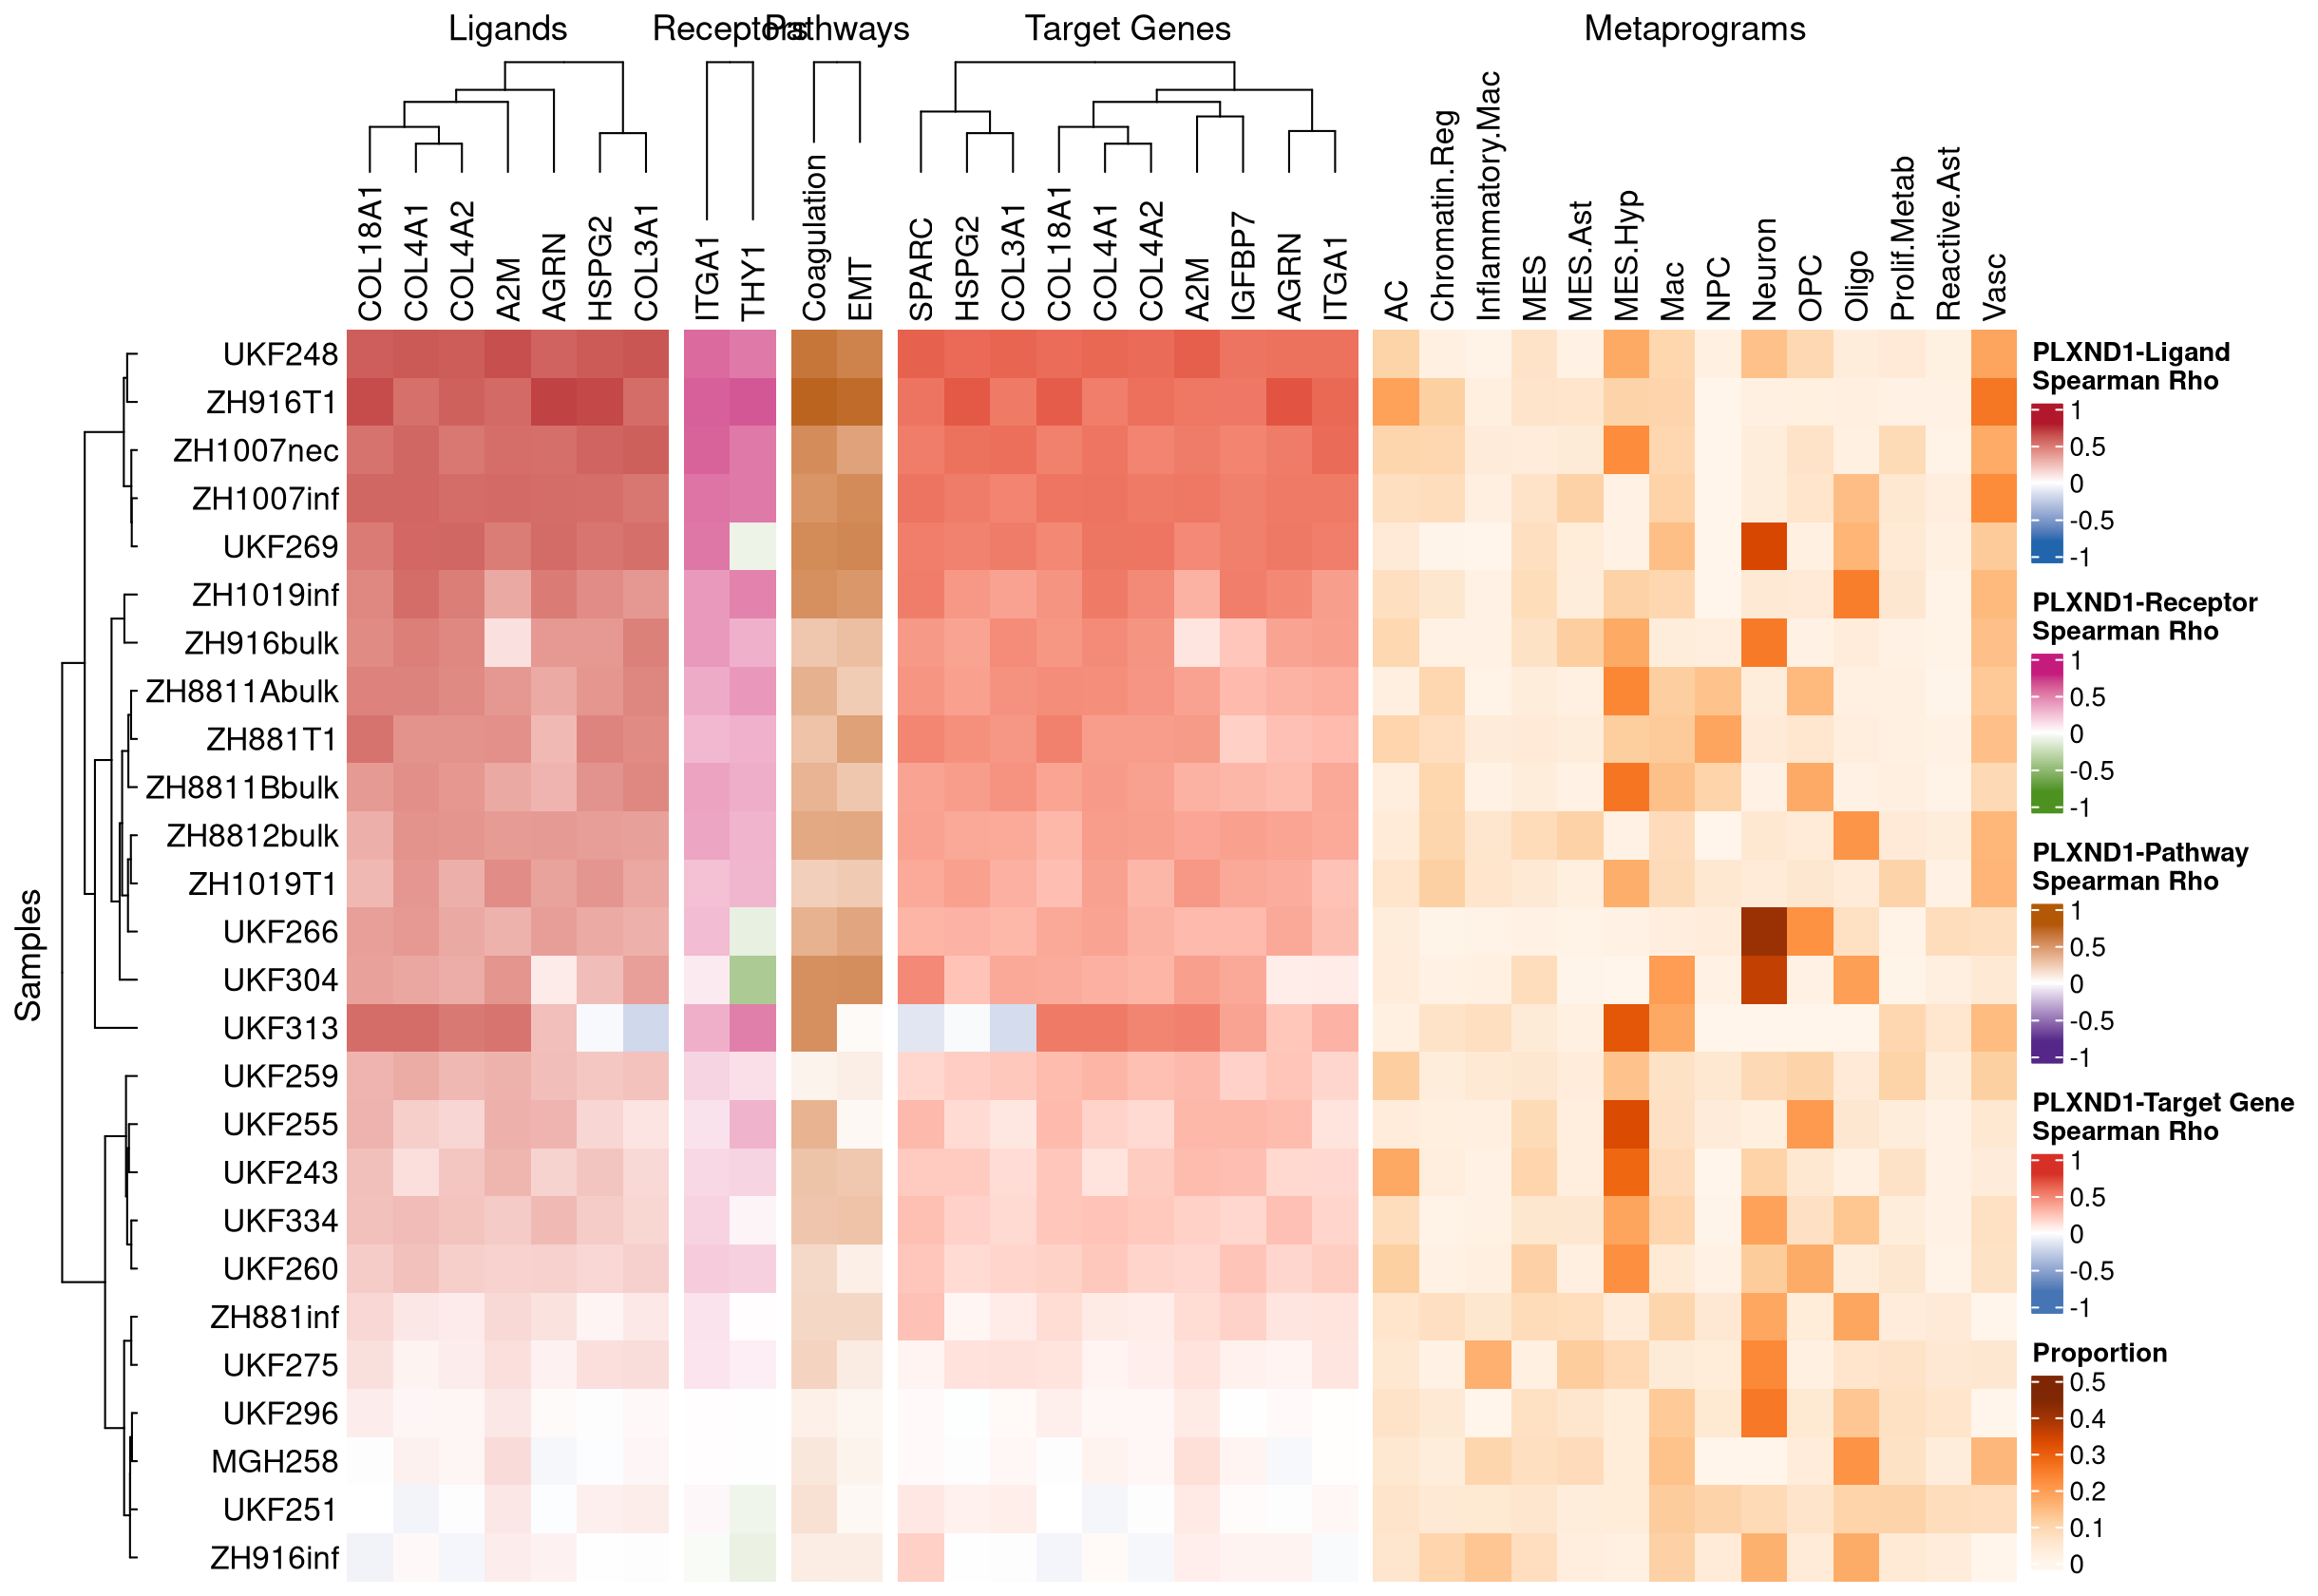 Ligands
Receptors
Pathways
Target Genes
Metaprograms
COL18A1
COL4A1
COL4A2
A2M
AGRN
HSPG2
COL3A1
ITGA1
THY1
Coagulation
EMT
SPARC
HSPG2
COL3A1
COL18A1
COL4A1
COL4A2
A2M
IGFBP7
AGRN
ITGA1
AC
Chromatin.Reg
Inflammatory.Mac
MES
MES.Ast
MES.Hyp
Mac
NPC
Neuron
OPC
Oligo
Prolif.Metab
Reactive.Ast
Vasc
Samples
UKF248
ZH916T1
ZH1007nec
ZH1007inf
UKF269
ZH1019inf
ZH916bulk
ZH8811Abulk
ZH881T1
ZH8811Bbulk
ZH8812bulk
ZH1019T1
UKF266
UKF304
UKF313
UKF259
UKF255
UKF243
UKF334
UKF260
ZH881inf
UKF275
UKF296
MGH258
UKF251
ZH916inf
PLXND1-Ligand
Spearman Rho
1
0.5
0
-0.5
-1
PLXND1-Receptor
Spearman Rho
1
0.5
0
-0.5
-1
PLXND1-Pathway
Spearman Rho
1
0.5
0
-0.5
-1
PLXND1-Target Gene
Spearman Rho
1
0.5
0
-0.5
-1
Proportion
0.5
0.4
0.3
0.2
0.1
0